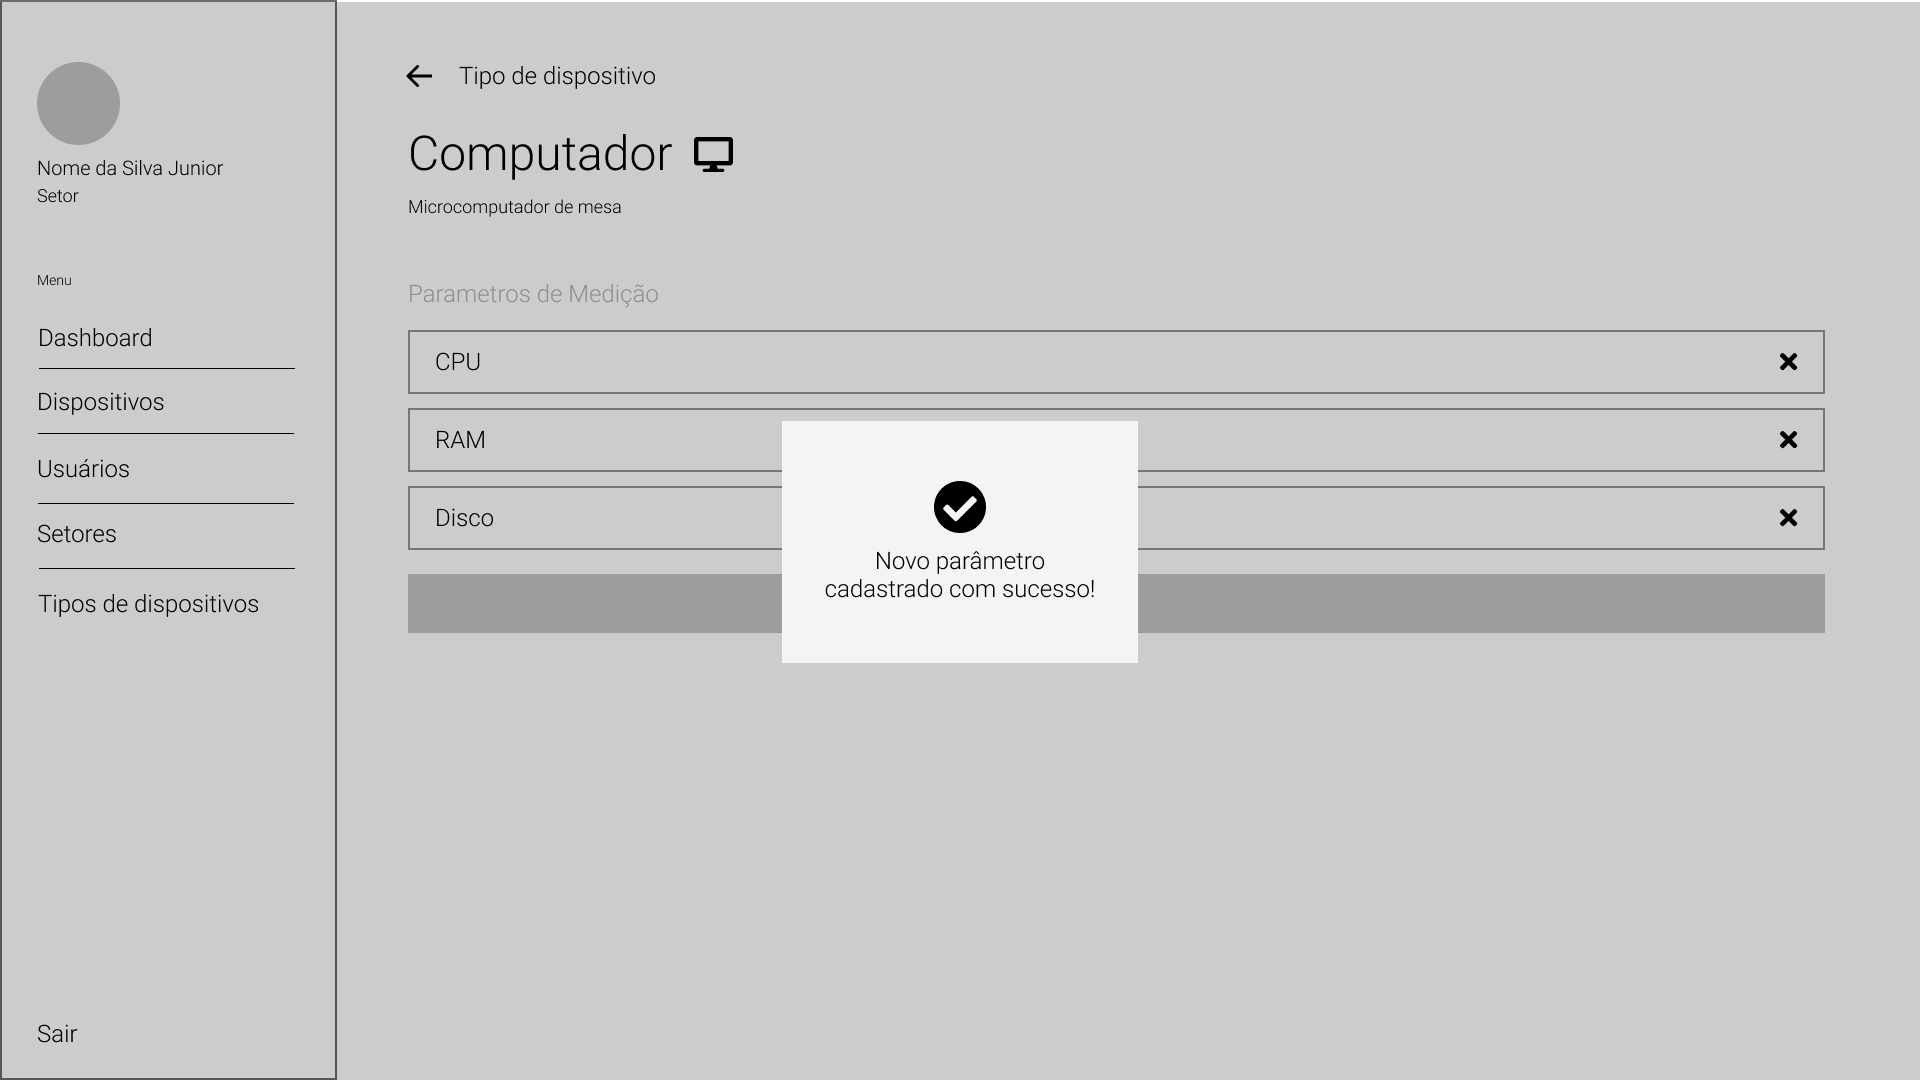 Nome da Silva Junior
Setor
Menu
Dashboard
Dispositivos
Usuários
Setores
Tipos de dispositivos
Sair
Tipo de dispositivo
Computador
Microcomputador de mesa
Parametros de Medição
CPU
RAM
Disco
Novo parâmetro
cadastrado com sucesso!